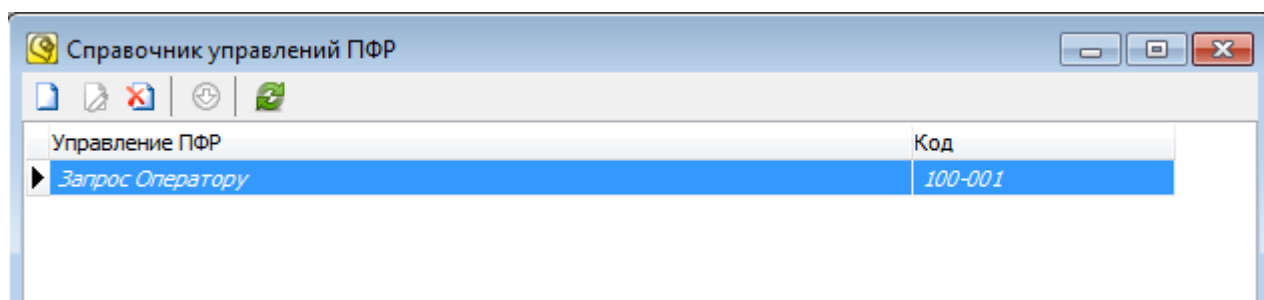 Справочник управлений ПФР
Управление ПФР Код
Запрос Оператору 100-001